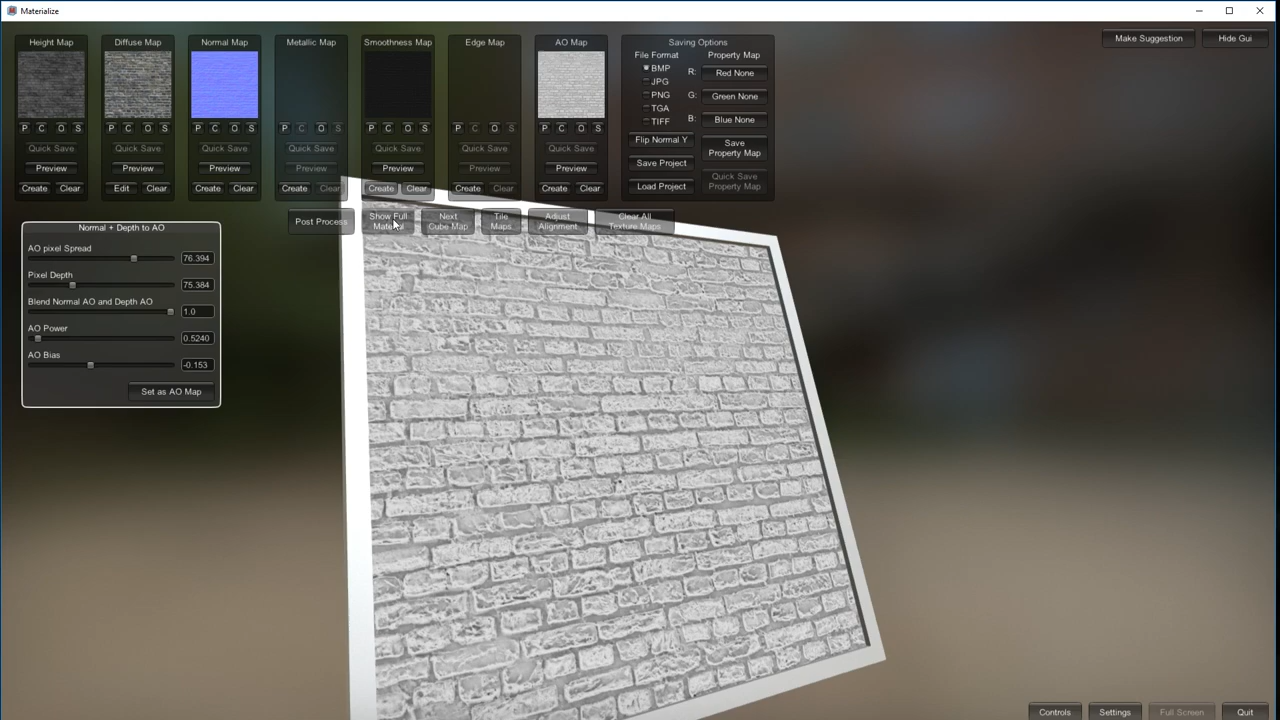 Materialize
Height Map
P C O S
Quick Save
Preview
Create Clear
Diffuse Map
P C O S
Quick Save
Preview
Edit Clear
Normal Map
P C O S
Quick Save
Preview
Create Clear
Metallic Map
P C O S
Quick Save
Preview
Create Clear
Smoothness Map
P C O S
Quick Save
Preview
Create Clear
Edge Map
P C O S
Quick Save
Preview
Create Clear
AO Map
P C O S
Quick Save
Preview
Create Clear
Saving Options
File Format
BMP
JPG
PNG
TGA
TIFF
Flip Normal Y
Save Project
Load Project
Property Map
R: Red None
G: Green None
B: Blue None
Save
Property Map
Quick Save
Property Map
Make Suggestion
Hide Gui
Post Process
Show Full
Material
Next
Cube Map
Tile
Maps
Adjust
Alignment
Clear All
Texture Maps
Normal + Depth to AO
AO pixel Spread
76.394
Pixel Depth
75.384
Blend Normal AO and Depth AO
1.0
AO Power
0.5240
AO Bias
-0.153
Set as AO Map
Controls
Settings
Full Screen
Quit